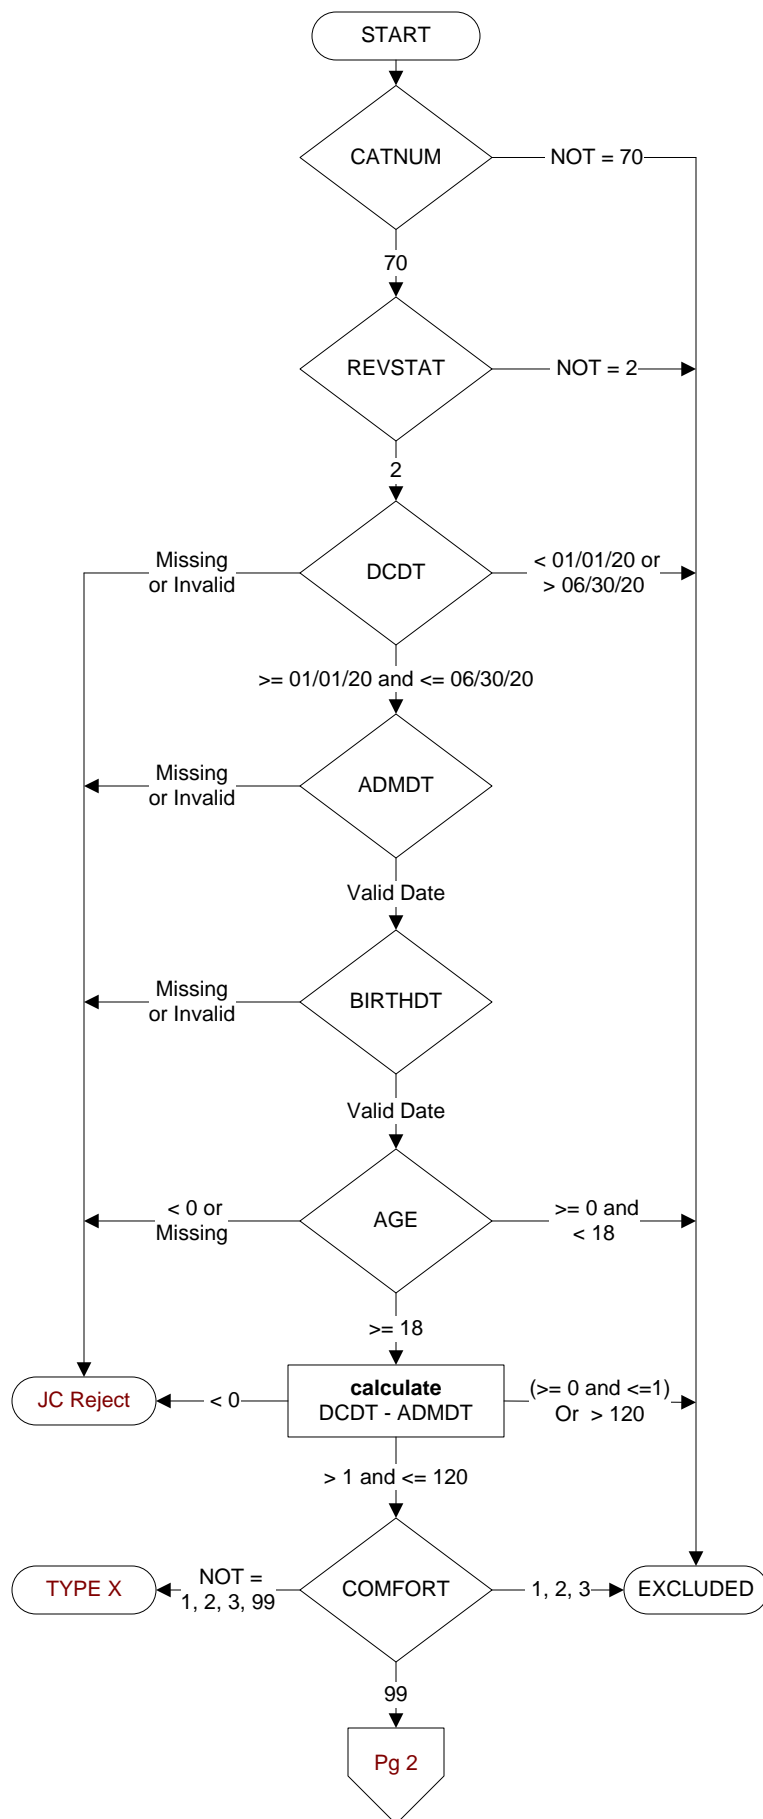 START
CATNUM
NOT = 70
70
REVSTAT
NOT = 2
2
Missing
or Invalid
DCDT
< 01/01/20 or
> 06/30/20
>= 01/01/20 and <= 06/30/20
Missing
or Invalid
ADMDT
Valid Date
Missing
or Invalid
BIRTHDT
Valid Date
< 0 or
Missing
AGE
>= 0 and
< 18
>= 18
JC Reject
< 0
calculate
DCDT - ADMDT
(>= 0 and <=1)
Or > 120
> 1 and <= 120
TYPE X
NOT =
1, 2, 3, 99
COMFORT
1, 2, 3
EXCLUDED
99
Pg 2